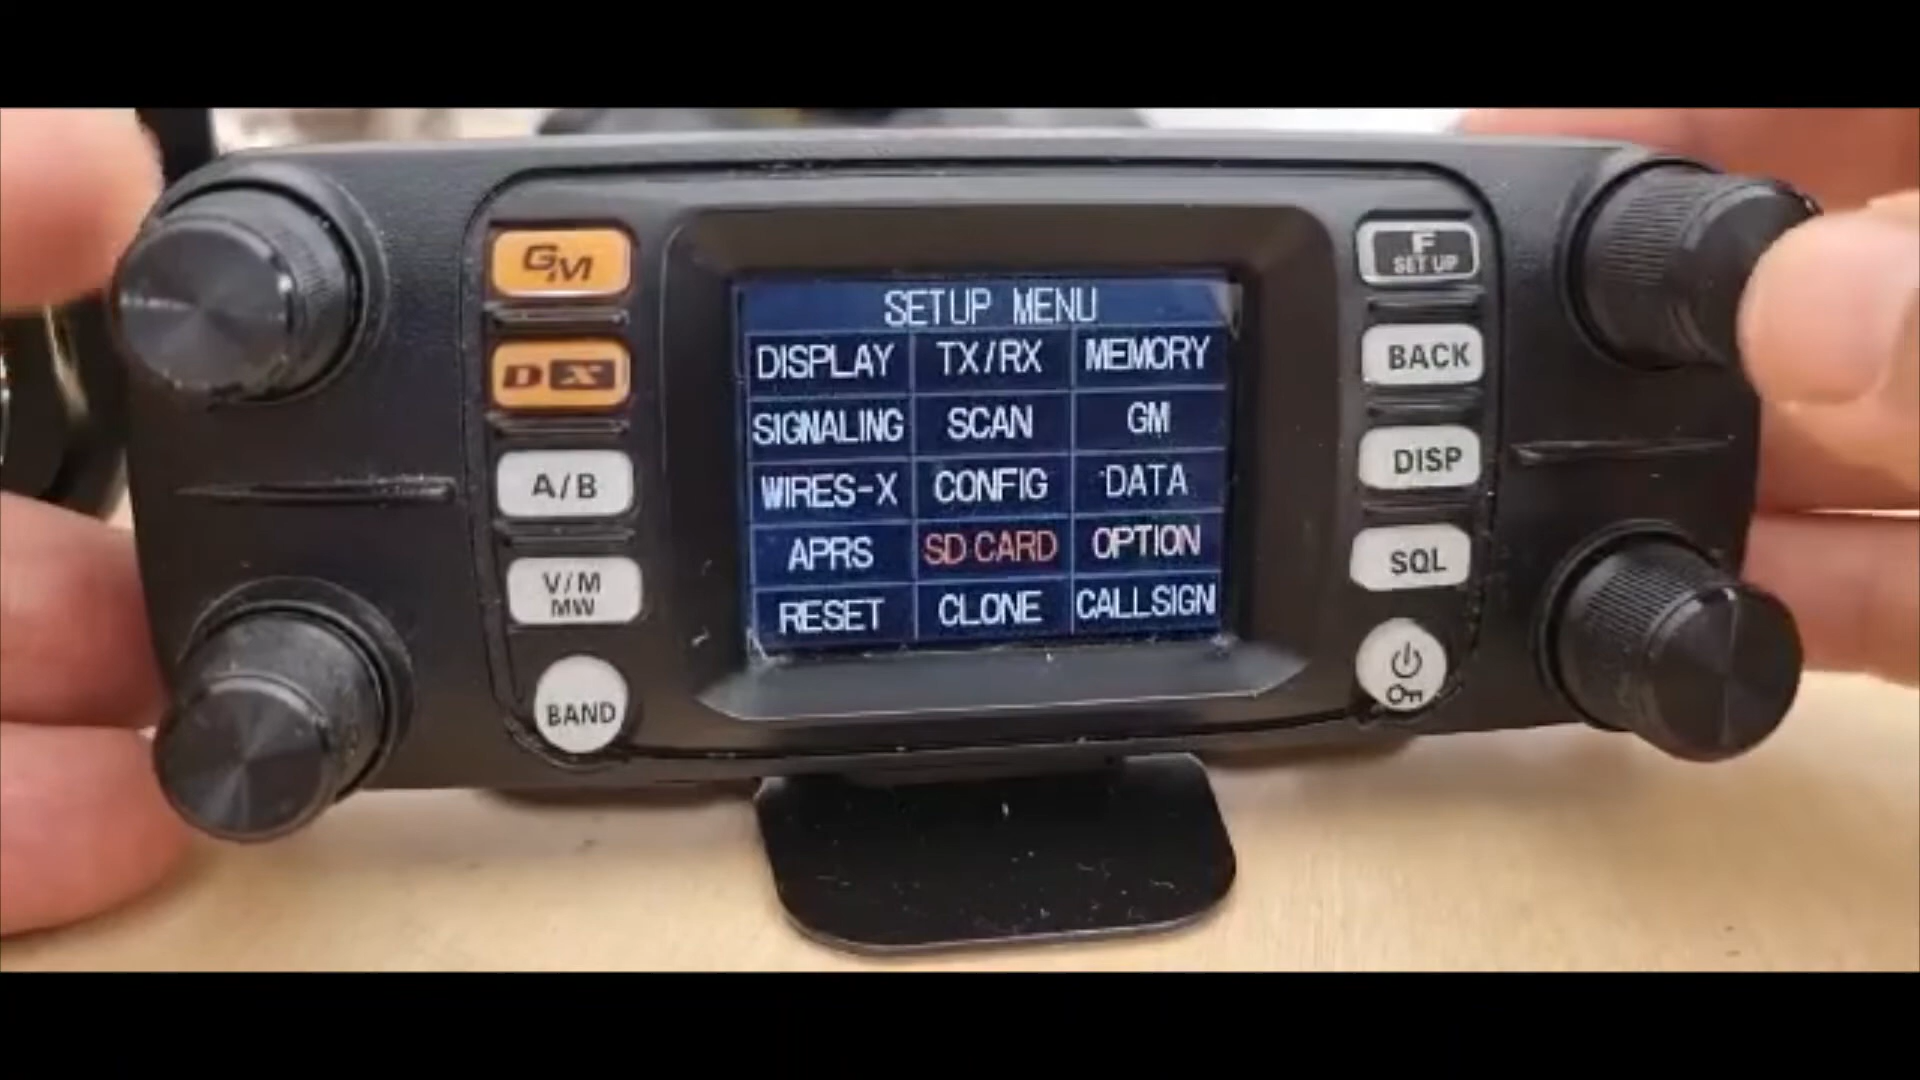 GM
F
SET UP
SETUP MENU
DISPLAY TX/RX MEMORY
BACK
DX
SIGNALING SCAN GM
DISP
A/B
WIRES-X CONFIG DATA
APRS SD CARD OPTION
SQL
V/M
MW
RESET CLONE CALLSIGN
BAND